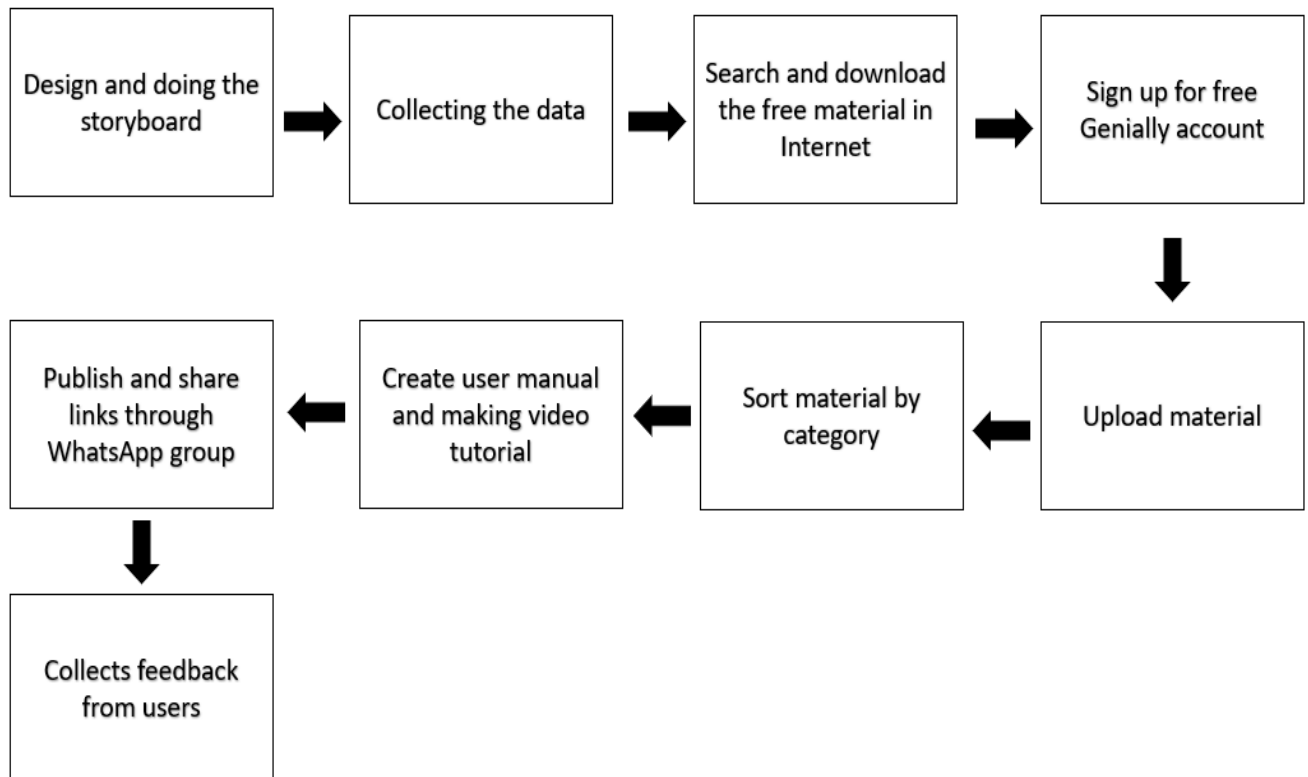 Design and doing the
storyboard
Collecting the data
Search and download
the free material in
Internet
Sign up for free
Genially account
Upload material
Sort material by
category
Create user manual
and making video
tutorial
Publish and share
links through
WhatsApp group
Collects feedback
from users